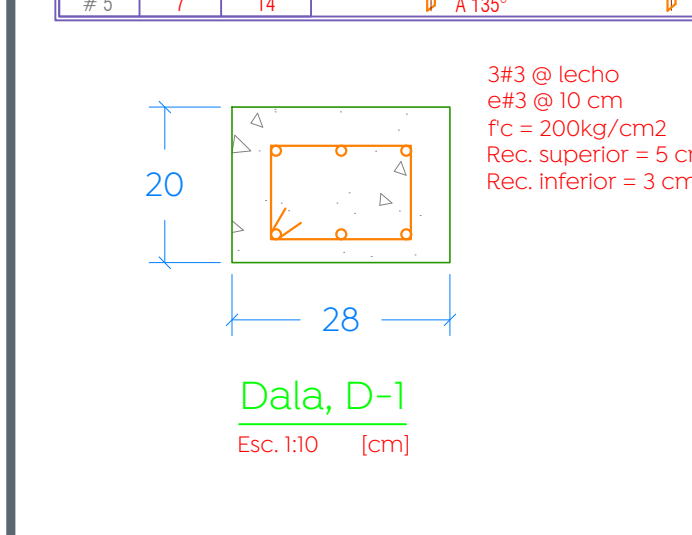 # 5 7 14 A 135°
3#3 @ lecho
e#3 @ 10 cm
f'c = 200kg/cm2
Rec. superior = 5 c
Rec. inferior = 3 cm
20
28
Dala, D-1
Esc. 1:10 [cm]